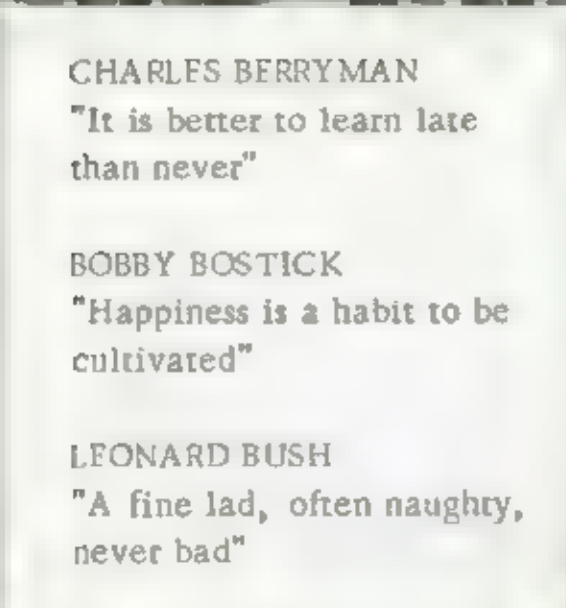 CHARLES BERRYMAN
"It is better to learn late
than never"
BOBBY BOSTICK
"Happiness is a habit to be
cultivated"
LEONARD BUSH
"A fine lad, often naughty,
never bad"